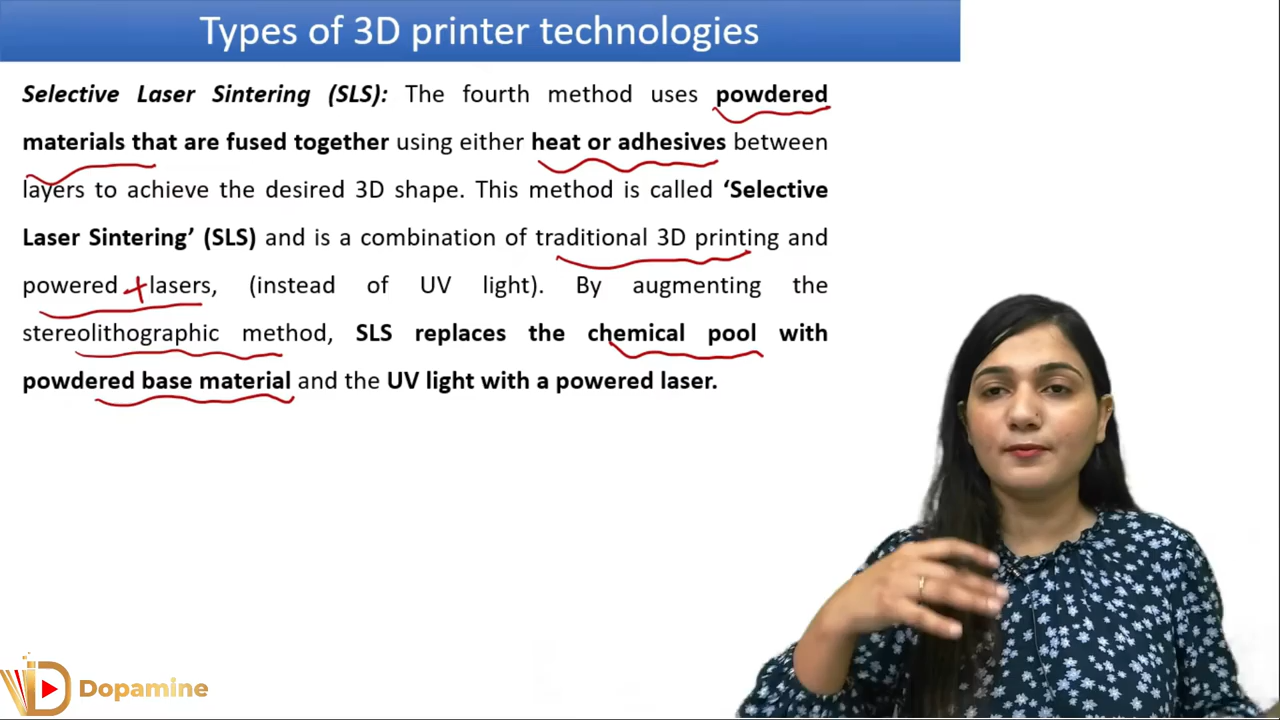 Types of 3D printer technologies
Selective Laser Sintering (SLS): The fourth method uses powdered
materials that are fused together using either heat or adhesives between
layers to achieve the desired 3D shape. This method is called ‘Selective
Laser Sintering’ (SLS) and is a combination of traditional 3D printing and
powered + lasers, (instead of UV light). By augmenting the
stereolithographic method, SLS replaces the chemical pool with
powdered base material and the UV light with a powered laser.
Dopamine